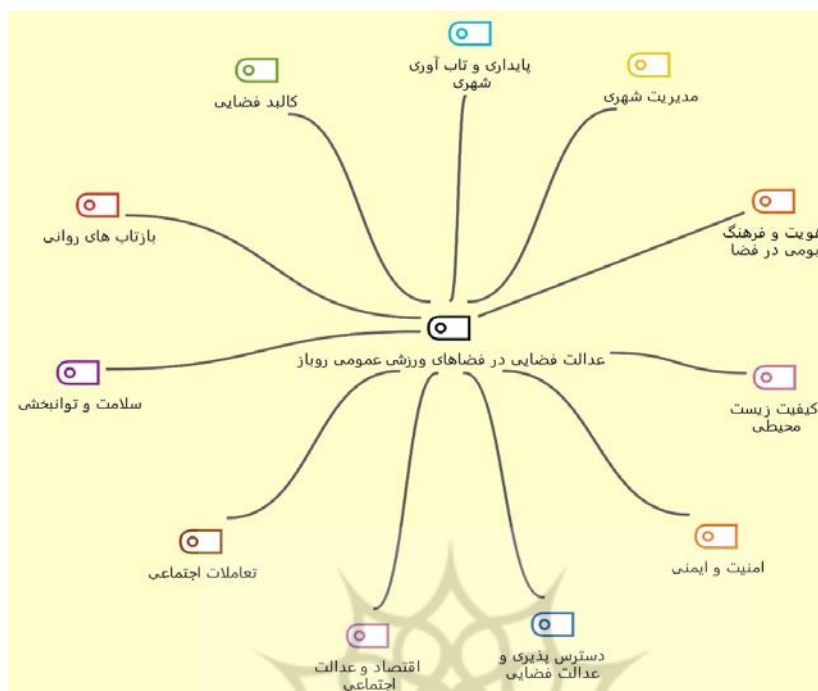 پایداری و تاب آوری
شهری
مدیریت شهری
کالبد فضایی
هویت و فرهنگ
بومی در فضا
بازتاب های روانی
عدالت فضایی در فضاهای ورزشی عمومی روباز
کیفیت زیست
محیطی
سلامت و توانبخشی
امنیت و ایمنی
تعاملات اجتماعی
دسترس پذیری و
عدالت فضایی
اقتصاد و عدالت
اجتماعی